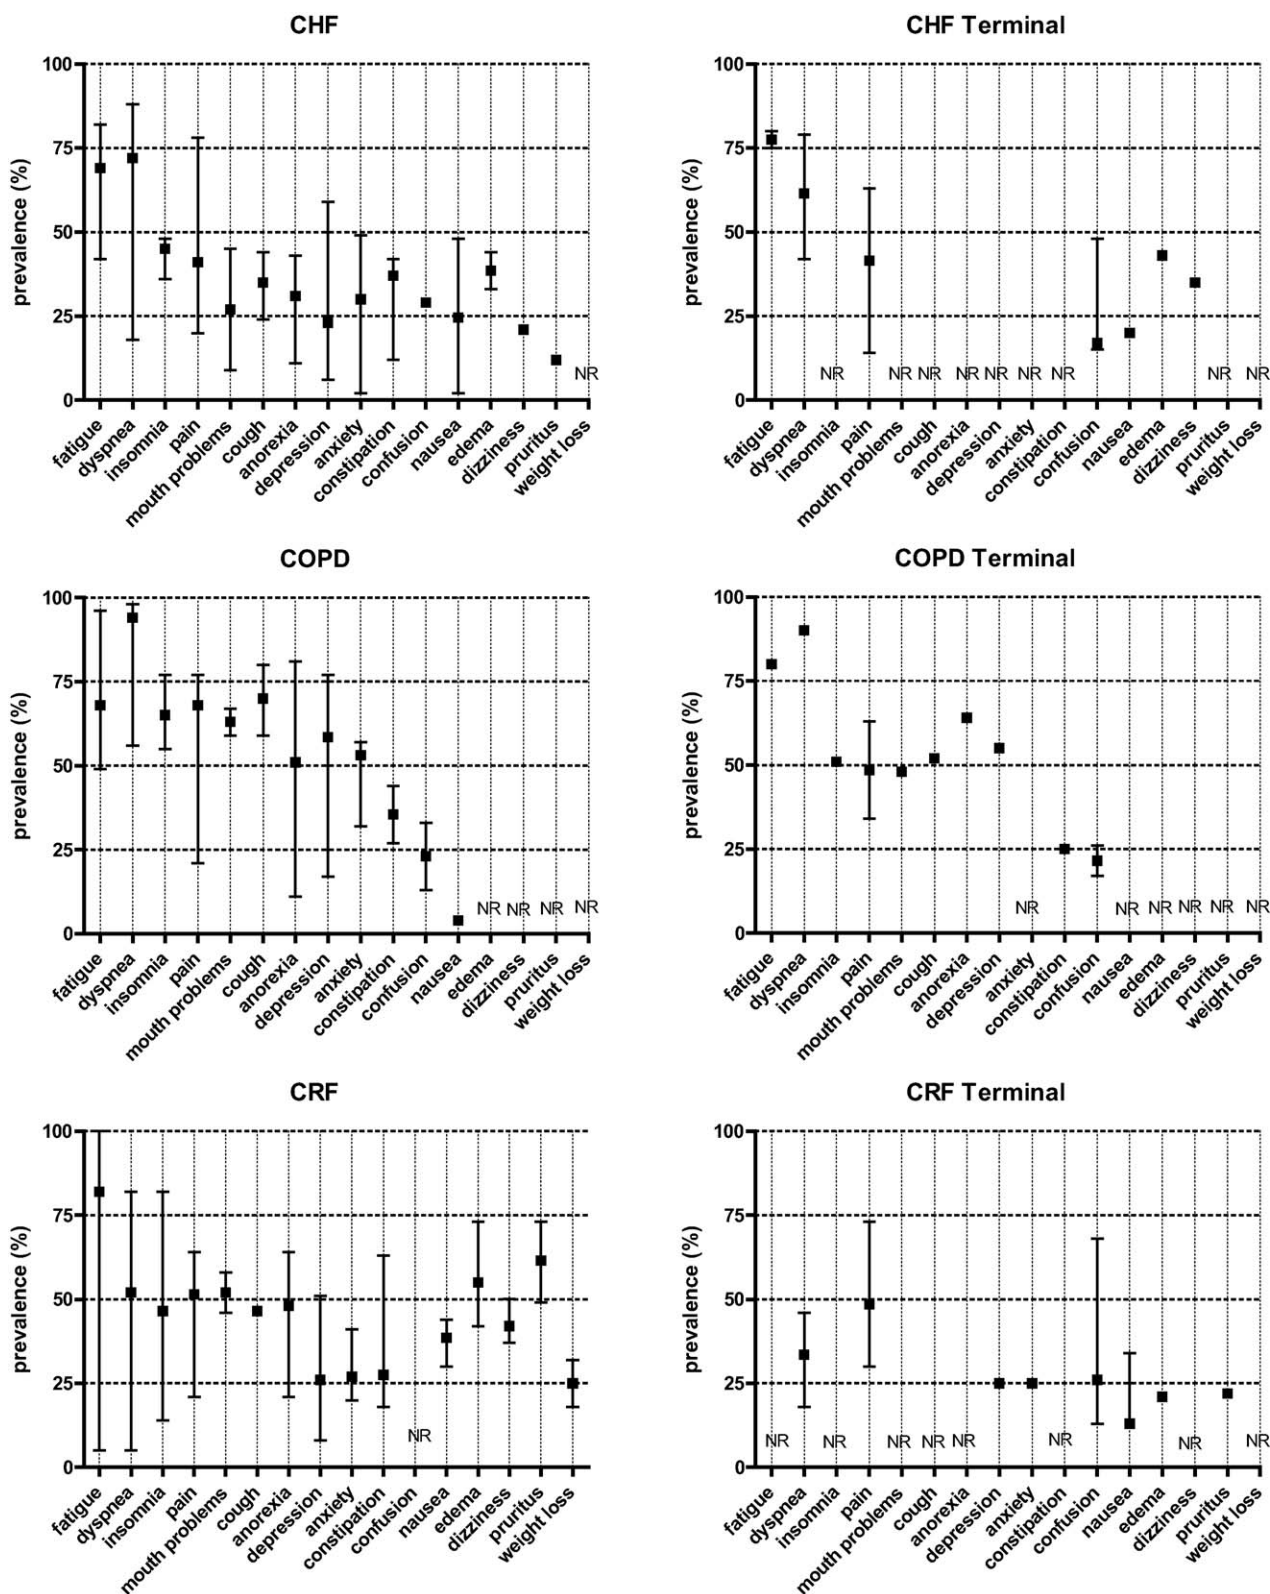 CHF
CHF Terminal
100
75
50
25
0
prevalence (%)
NR
fatigue
dyspnea
insomnia
pain
mouth problems
cough
anorexia
depression
anxiety
constipation
confusion
nausea
edema
dizziness
pruritus
weight loss
100
75
50
25
0
prevalence (%)
NR NR NR NR NR NR NR NR NR
fatigue
dyspnea
insomnia
pain
mouth problems
cough
anorexia
depression
anxiety
constipation
confusion
nausea
edema
dizziness
pruritus
weight loss
COPD
COPD Terminal
100
75
50
25
0
prevalence (%)
NR NR NR NR
fatigue
dyspnea
insomnia
pain
mouth problems
cough
anorexia
depression
anxiety
constipation
confusion
nausea
edema
dizziness
pruritus
weight loss
100
75
50
25
0
prevalence (%)
NR NR NR NR NR NR
fatigue
dyspnea
insomnia
pain
mouth problems
cough
anorexia
depression
anxiety
constipation
confusion
nausea
edema
dizziness
pruritus
weight loss
CRF
CRF Terminal
100
75
50
25
0
prevalence (%)
NR
fatigue
dyspnea
insomnia
pain
mouth problems
cough
anorexia
depression
anxiety
constipation
confusion
nausea
edema
dizziness
pruritus
weight loss
100
75
50
25
0
prevalence (%)
NR NR NR NR NR NR NR NR
fatigue
dyspnea
insomnia
pain
mouth problems
cough
anorexia
depression
anxiety
constipation
confusion
nausea
edema
dizziness
pruritus
weight loss